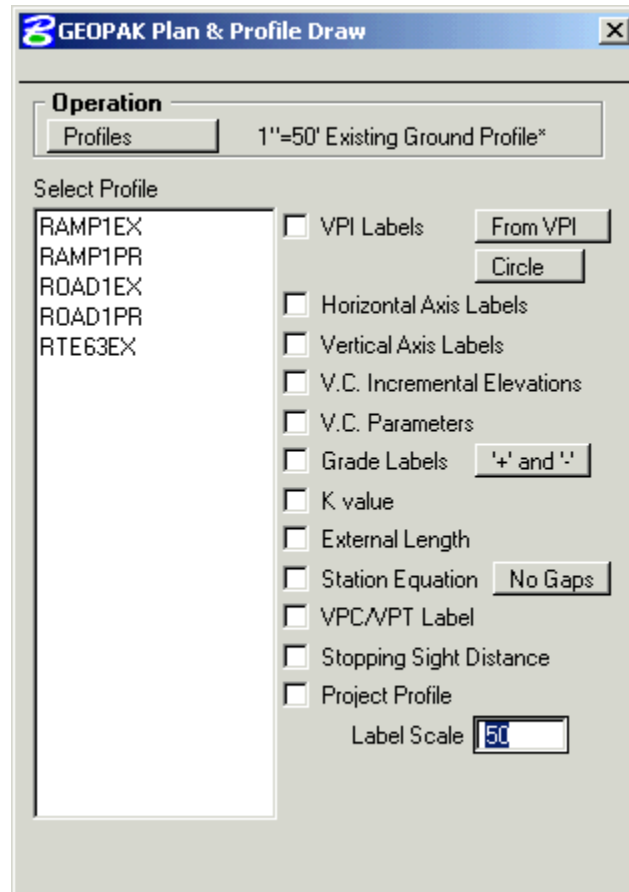 GEOPAK Plan & Profile Draw
Operation
Profiles 1"=50' Existing Ground Profile*
Select Profile
RAMP1EX
RAMP1PR
ROAD1EX
ROAD1PR
RTE63EX
VPI Labels From VPI
Circle
Horizontal Axis Labels
Vertical Axis Labels
V.C. Incremental Elevations
V.C. Parameters
Grade Labels '+' and '-'
K value
External Length
Station Equation No Gaps
VPC/VPT Label
Stopping Sight Distance
Project Profile
Label Scale 50